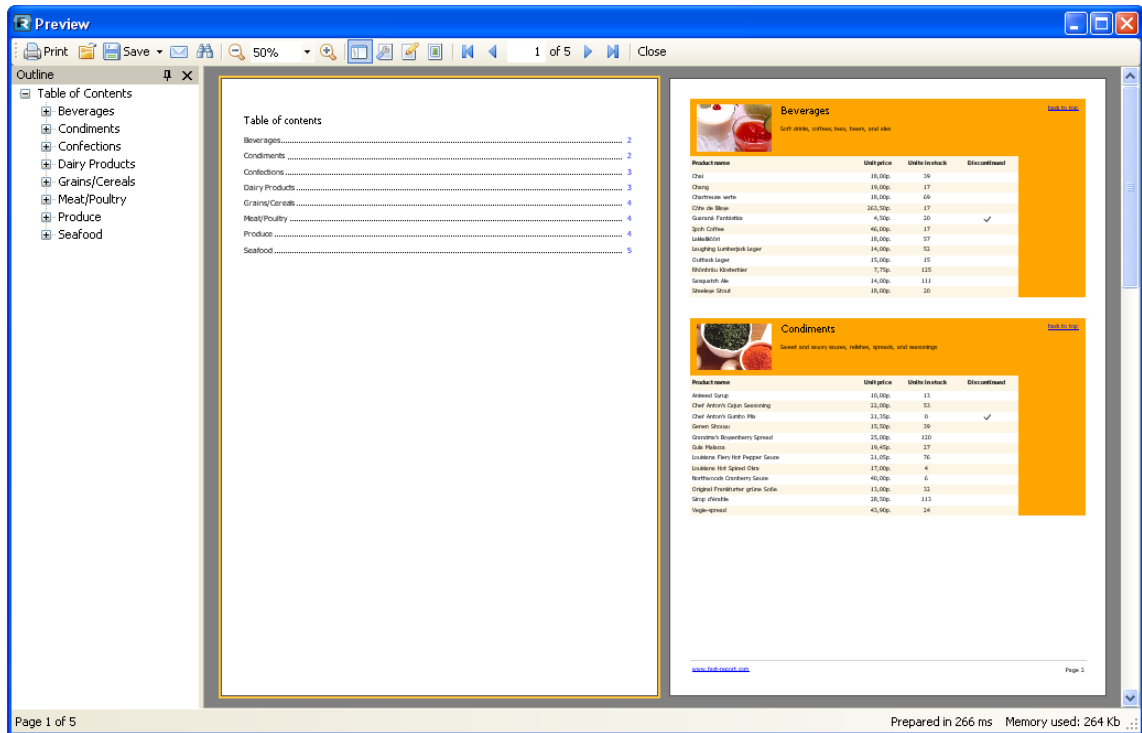 Preview
Print Save 50% 1 of 5 Close
Outline
Table of Contents
Beverages
Condiments
Confections
Dairy Products
Grains/Cereals
Meat/Poultry
Produce
Seafood
Table of contents
Beverages 2
Condiments 2
Confections 3
Dairy Products 3
Grains/Cereals 4
Meat/Poultry 4
Produce 4
Seafood 5
Beverages back to top
Soft drinks, coffees, teas, beers, and ales
Product name Unit price Units in stock Discontinued
Chai 18,00p. 39
Chang 19,00p. 17
Chartreuse verte 18,00p. 69
Côte de Blaye 263,50p. 17
Guaraná Fantástica 4,50p. 20 ✓
Ipoh Coffee 46,00p. 17
Lakkalikööri 18,00p. 57
Laughing Lumberjack Lager 14,00p. 52
Outback Lager 15,00p. 15
Rhönbräu Klosterbier 7,75p. 125
Sasquatch Ale 14,00p. 111
Steeleye Stout 18,00p. 20
Condiments back to top
Sweet and savory sauces, relishes, spreads, and seasonings
Product name Unit price Units in stock Discontinued
Aniseed Syrup 10,00p. 13
Chef Anton's Cajun Seasoning 22,00p. 53
Chef Anton's Gumbo Mix 21,35p. 0 ✓
Genen Shouyu 15,50p. 39
Grandma's Boysenberry Spread 25,00p. 120
Gula Malacca 19,45p. 27
Louisiana Fiery Hot Pepper Sauce 21,05p. 76
Louisiana Hot Spiced Okra 17,00p. 4
Northwoods Cranberry Sauce 40,00p. 6
Original Frankfurter grüne Soße 13,00p. 32
Sirop d'érable 28,50p. 113
Vegie-spread 43,90p. 24
www.fast-report.com Page 2
Page 1 of 5 Prepared in 266 ms Memory used: 264 Kb